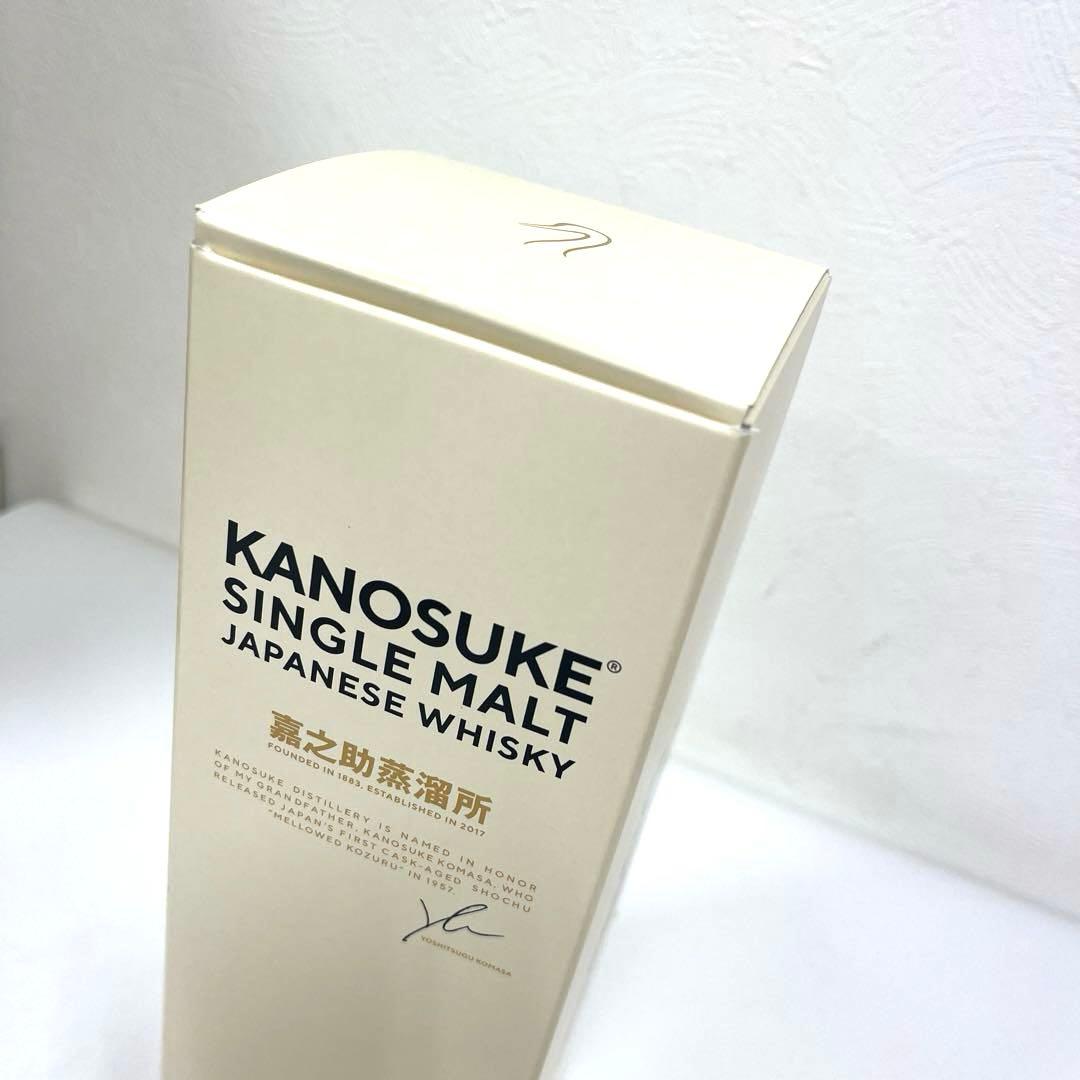 KANOSUKE®
SINGLE MALT
JAPANESE WHISKY
嘉之助蒸溜所
FOUNDED IN 1883. ESTABLISHED IN 2017
KANOSUKE DISTILLERY IS NAMED IN HONOR
OF MY GRANDFATHER, KANOSUKE KOMASA, WHO
RELEASED JAPAN'S FIRST CASK-AGED SHOCHU
"MELLOWED KOZURU" IN 1957.
YOSHITSUGU KOMASA